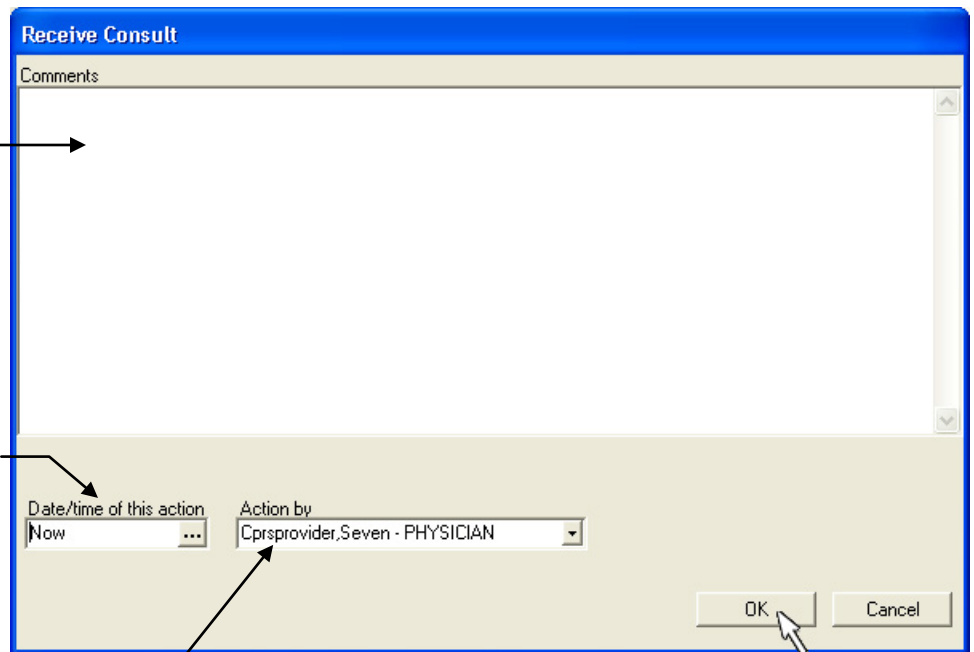 Receive Consult
Comments
Date/time of this action Action by
Now ... Cprsprovider,Seven - PHYSICIAN
OK Cancel